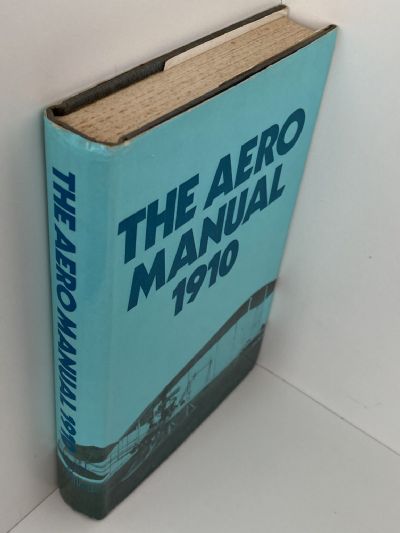 THE AERO
MANUAL
1910
THE AERO MANUAL 1910